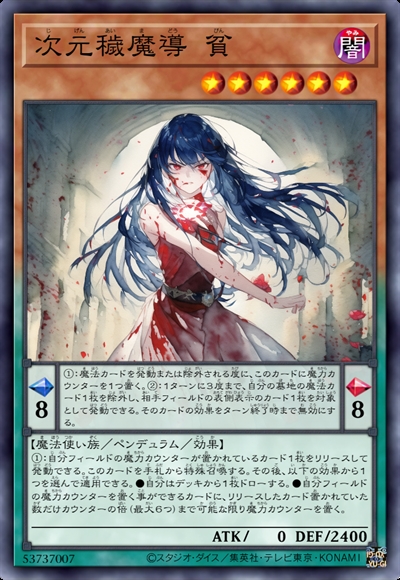 次元穢魔導 貧
闇
8
8
①:魔法カードを発動または除外される度に、このカードに魔力
カウンターを1つ置く。②:1ターンに3度まで、自分の墓地の魔法カ
ード1枚を除外し、相手フィールドの表側表示のカード1枚を対象
として発動できる。そのカードの効果をターン終了時まで無効にす
る。
【魔法使い族/ペンデュラム/効果】
①:自分フィールドの魔力カウンターが置かれているカード1枚をリリースして
発動できる。このカードを手札から特殊召喚する。その後、以下の効果から1
つを選んで適用できる。●自分はデッキから1枚ドローする。●自分フィールド
の魔力カウンターを置く事ができるカードに、リリースしたカードに置かれていた
数だけカウンターの倍(最大6つ)まで可能な限り魔力カウンターを置く。
ATK/ 0 DEF/2400
53737007
©スタジオ・ダイス/集英社・テレビ東京・KONAMI